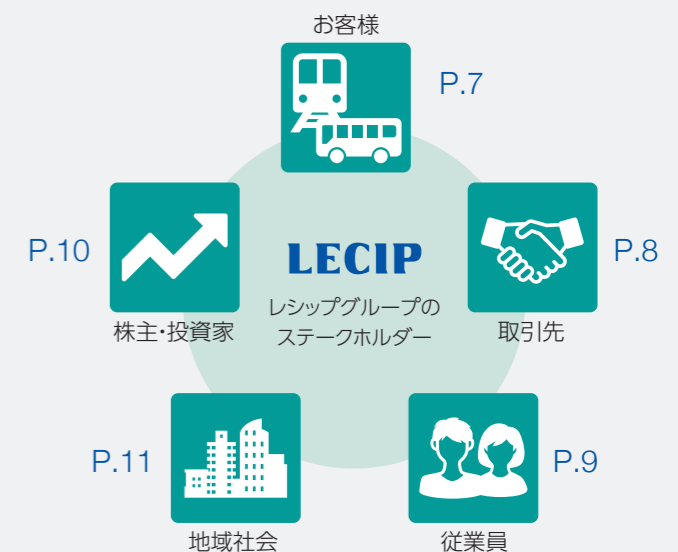 お客様
P.7
P.10
株主・投資家
LECIP
レシップグループの
ステークホルダー
P.8
取引先
P.11
地域社会
P.9
従業員